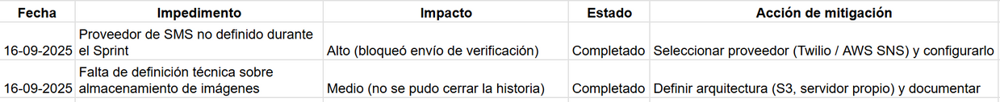 Fecha Impedimento Impacto Estado Acción de mitigación
Proveedor de SMS no definido durante
16-09-2025 el Sprint Alto (bloqueó envío de verificación) Completado Seleccionar proveedor (Twilio / AWS SNS) y configurarlo
Falta de definición técnica sobre
16-09-2025 almacenamiento de imágenes Medio (no se pudo cerrar la historia) Completado Definir arquitectura (S3, servidor propio) y documentar